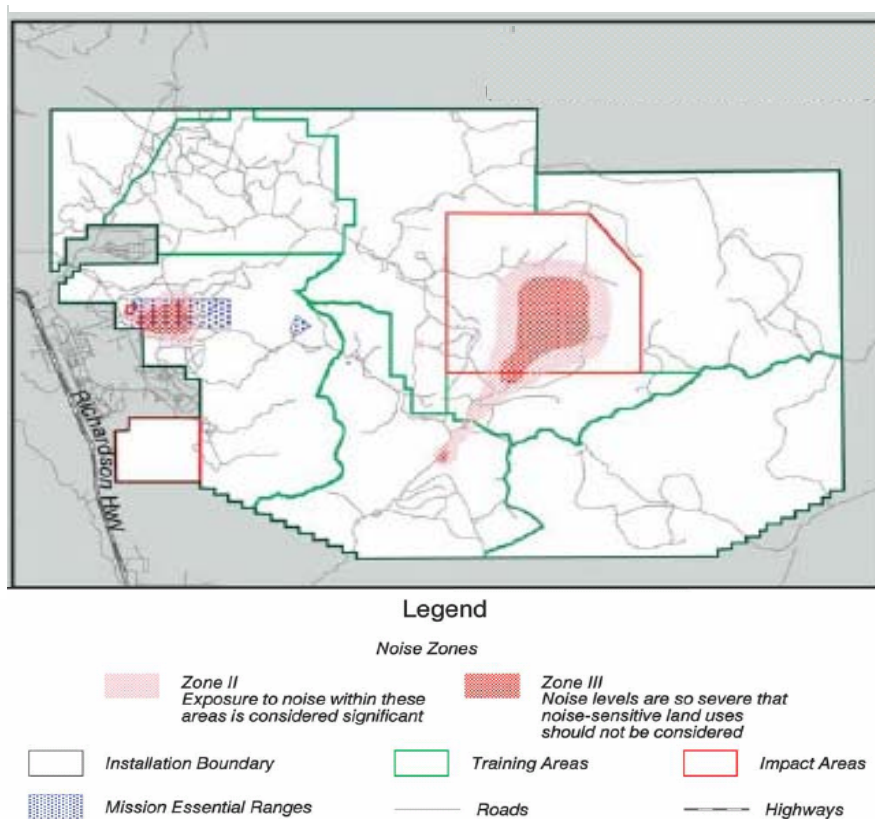 Richardson Hwy
Legend
Noise Zones
Zone II
Exposure to noise within these
areas is considered significant
Zone III
Noise levels are so severe that
noise-sensitive land uses
should not be considered
Installation Boundary
Training Areas
Impact Areas
Mission Essential Ranges
Roads
Highways